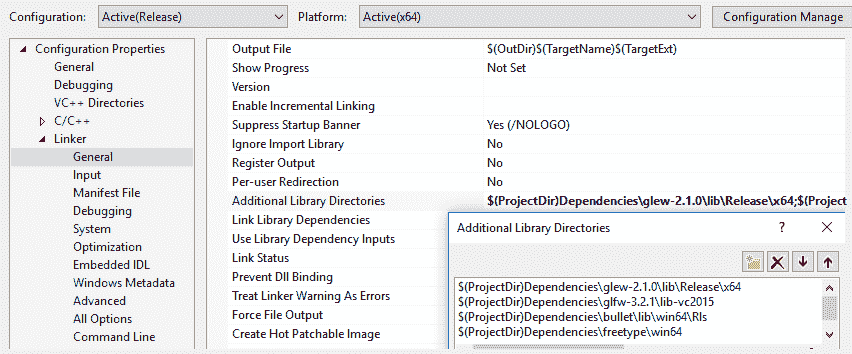 Configuration: Active(Release) Platform: Active(x64) Configuration Manage
Configuration Properties
General
Debugging
VC++ Directories
C/C++
Linker
General
Input
Manifest File
Debugging
System
Optimization
Embedded IDL
Windows Metadata
Advanced
All Options
Command Line
Output File $(OutDir)$(TargetName)$(TargetExt)
Show Progress Not Set
Version
Enable Incremental Linking
Suppress Startup Banner Yes (/NOLOGO)
Ignore Import Library No
Register Output No
Per-user Redirection No
Additional Library Directories $(ProjectDir)Dependencies\glew-2.1.0\lib\Release\x64;$(Projec
Link Library Dependencies
Use Library Dependency Inputs
Link Status
Prevent Dll Binding
Treat Linker Warning As Errors
Force File Output
Create Hot Patchable Image
Additional Library Directories ?
$(ProjectDir)Dependencies\glew-2.1.0\lib\Release\x64
$(ProjectDir)Dependencies\glfw-3.2.1\lib-vc2015
$(ProjectDir)Dependencies\bullet\lib\win64\Rls
$(ProjectDir)Dependencies\freetype\win64